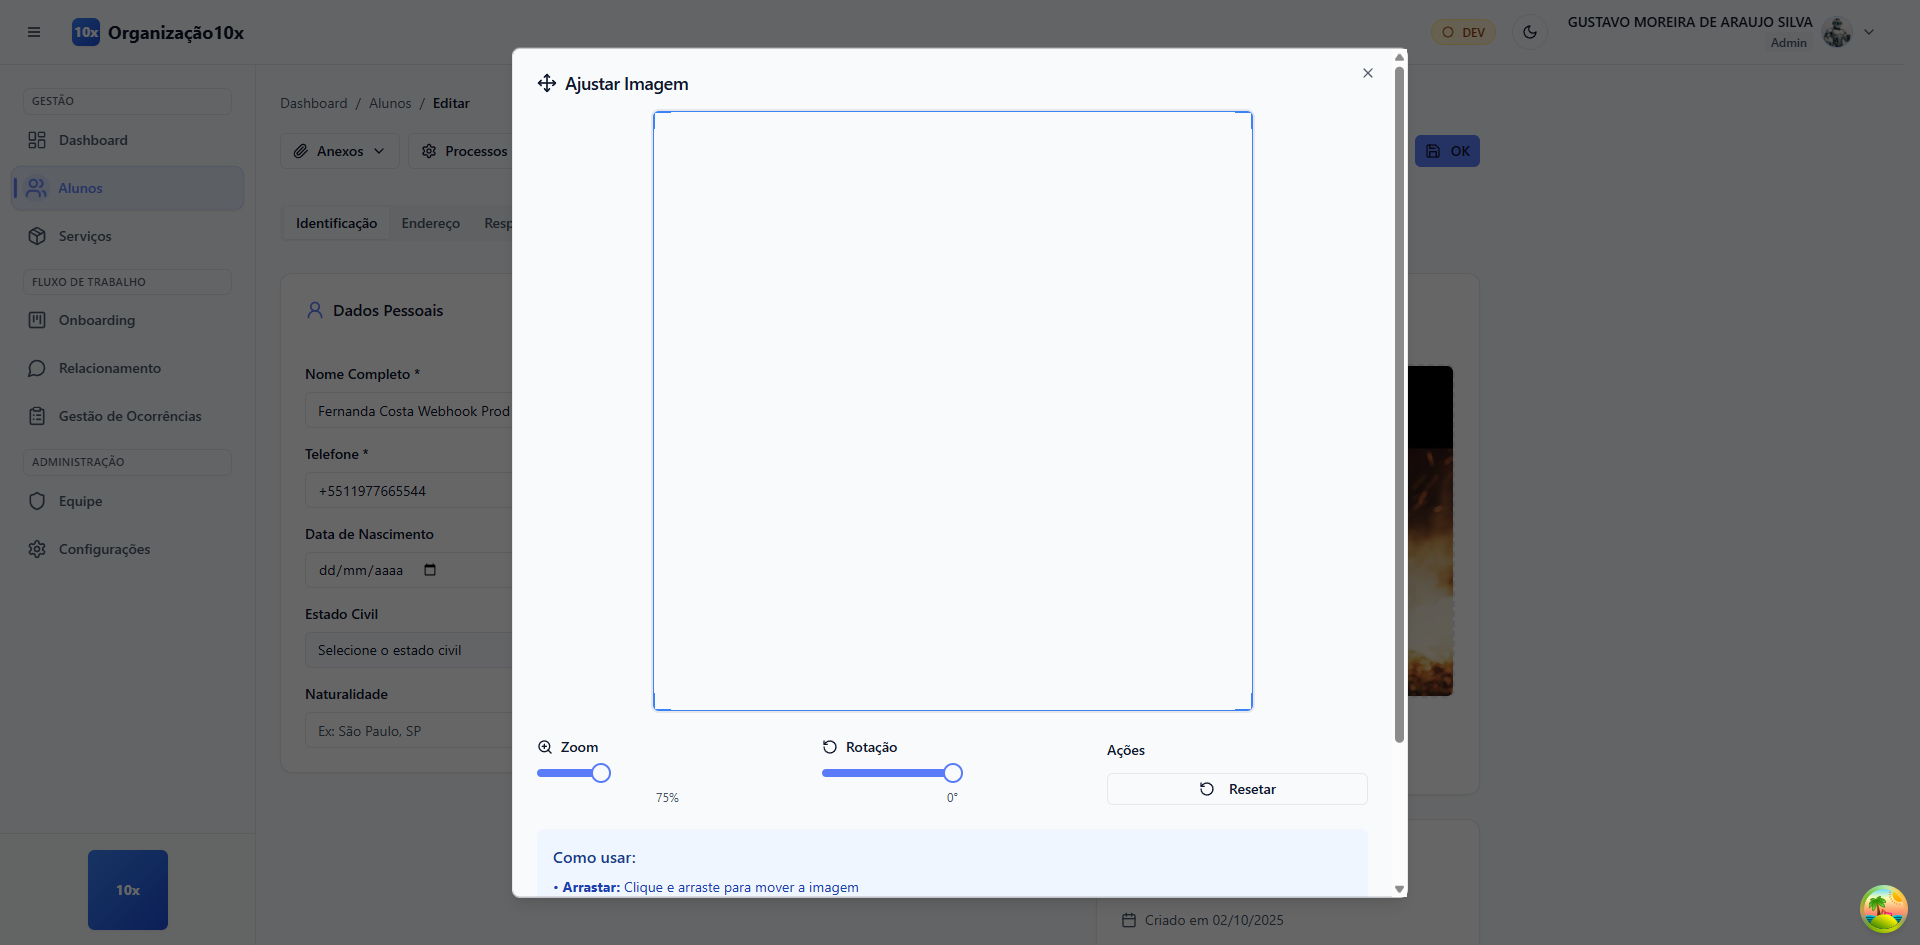 10x Organização10x
DEV
GUSTAVO MOREIRA DE ARAUJO SILVA
Admin
GESTÃO
Dashboard
Alunos
Serviços
FLUXO DE TRABALHO
Onboarding
Relacionamento
Gestão de Ocorrências
ADMINISTRAÇÃO
Equipe
Configurações
10x
Dashboard / Alunos / Editar
Anexos
Processos
OK
Identificação
Endereço
Resp
Dados Pessoais
Nome Completo *
Fernanda Costa Webhook Prod
Telefone *
+5511977665544
Data de Nascimento
dd/mm/aaaa
Estado Civil
Selecione o estado civil
Naturalidade
Ex: São Paulo, SP
Ajustar Imagem
Zoom
75%
Rotação
0°
Ações
Resetar
Como usar:
• Arrastar: Clique e arraste para mover a imagem
Criado em 02/10/2025